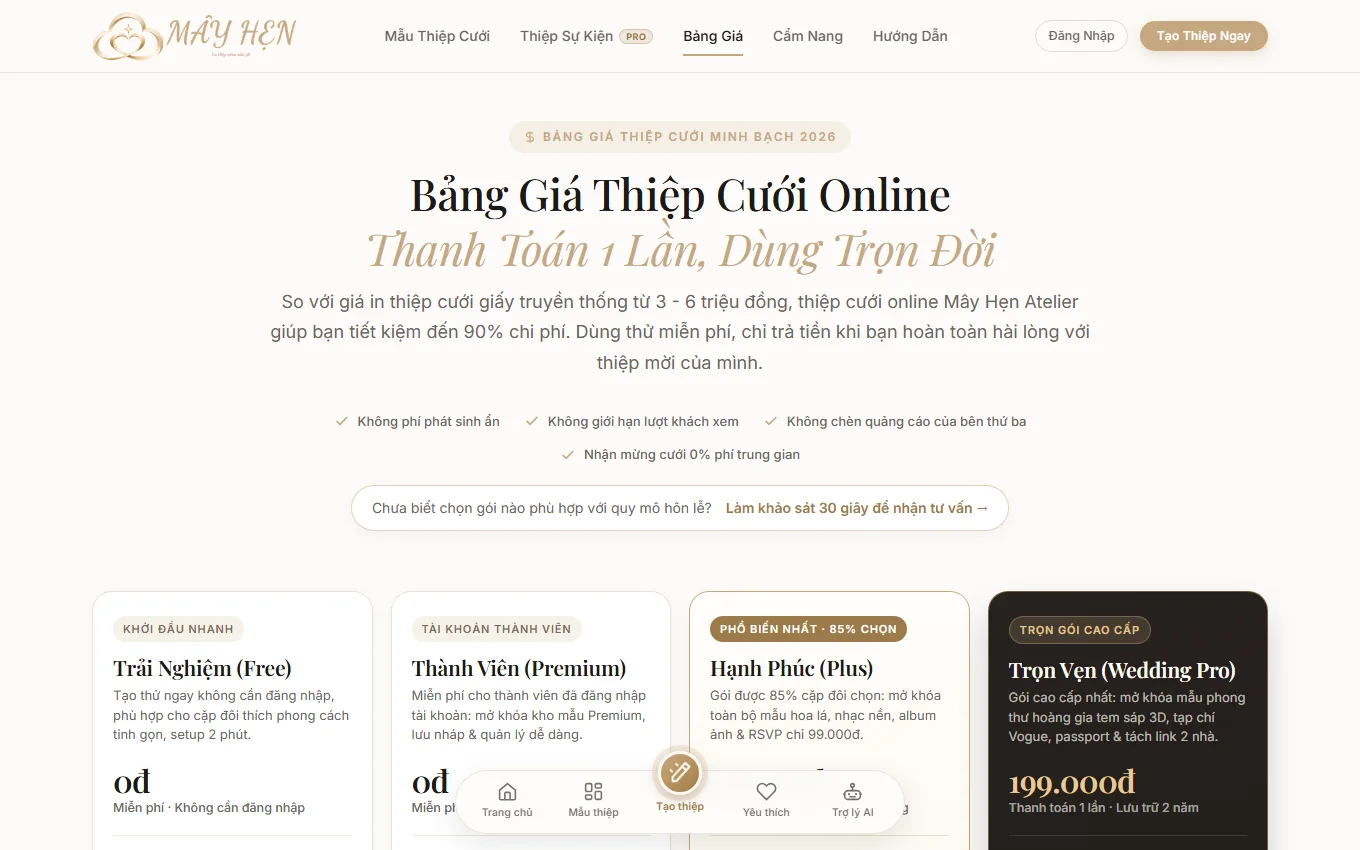 MÂY HẸN
Mẫu Thiệp Cưới
Thiệp Sự Kiện PRO
Bảng Giá
Cẩm Nang
Hướng Dẫn
Đăng Nhập
Tạo Thiệp Ngay
BẢNG GIÁ THIỆP CƯỚI MINH BẠCH 2026
Bảng Giá Thiệp Cưới Online
Thanh Toán 1 Lần, Dùng Trọn Đời
So với giá in thiệp cưới giấy truyền thống từ 3 - 6 triệu đồng, thiệp cưới online Mây Hẹn Atelier
giúp bạn tiết kiệm đến 90% chi phí. Dùng thử miễn phí, chỉ trả tiền khi bạn hoàn toàn hài lòng với
thiệp mời của mình.
Không phí phát sinh ẩn
Không giới hạn lượt khách xem
Không chèn quảng cáo của bên thứ ba
Nhận mừng cưới 0% phí trung gian
Chưa biết chọn gói nào phù hợp với quy mô hôn lễ? Làm khảo sát 30 giây để nhận tư vấn →
KHỞI ĐẦU NHANH
Trải Nghiệm (Free)
Tạo thử ngay không cần đăng nhập,
phù hợp cho cặp đôi thích phong cách
tinh gọn, setup 2 phút.
0đ
Miễn phí · Không cần đăng nhập
TÀI KHOẢN THÀNH VIÊN
Thành Viên (Premium)
Miễn phí cho thành viên đã đăng nhập
tài khoản: mở khóa kho mẫu Premium,
lưu nháp & quản lý dễ dàng.
0đ
Miễn ph
PHỔ BIẾN NHẤT · 85% CHỌN
Hạnh Phúc (Plus)
Gói được 85% cặp đôi chọn: mở khóa
toàn bộ mẫu hoa lá, nhạc nền, album
ảnh & RSVP chỉ 99.000đ.
TRỌN GÓI CAO CẤP
Trọn Vẹn (Wedding Pro)
Gói cao cấp nhất: mở khóa mẫu phong
thư hoàng gia tem sáp 3D, tạp chí
Vogue, passport & tách link 2 nhà.
199.000đ
Thanh toán 1 lần · Lưu trữ 2 năm
Trang chủ
Mẫu thiệp
Tạo thiệp
Yêu thích
Trợ lý AI